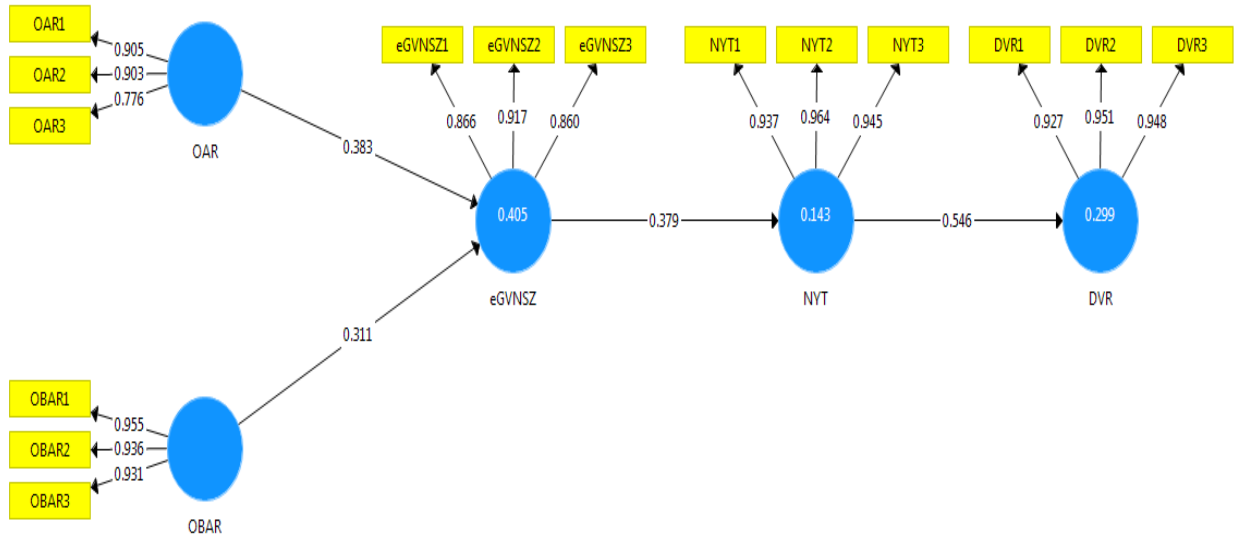 OAR1
0.905
OAR2
0.903
OAR3
0.776
OAR
0.383
eGVNSZ1
eGVNSZ2
eGVNSZ3
0.866
0.917
0.860
0.405
eGVNSZ
0.379
NYT1
NYT2
NYT3
0.937
0.964
0.945
0.143
NYT
0.546
DVR1
DVR2
DVR3
0.927
0.951
0.948
0.299
DVR
0.311
OBAR1
0.955
OBAR2
0.936
OBAR3
0.931
OBAR